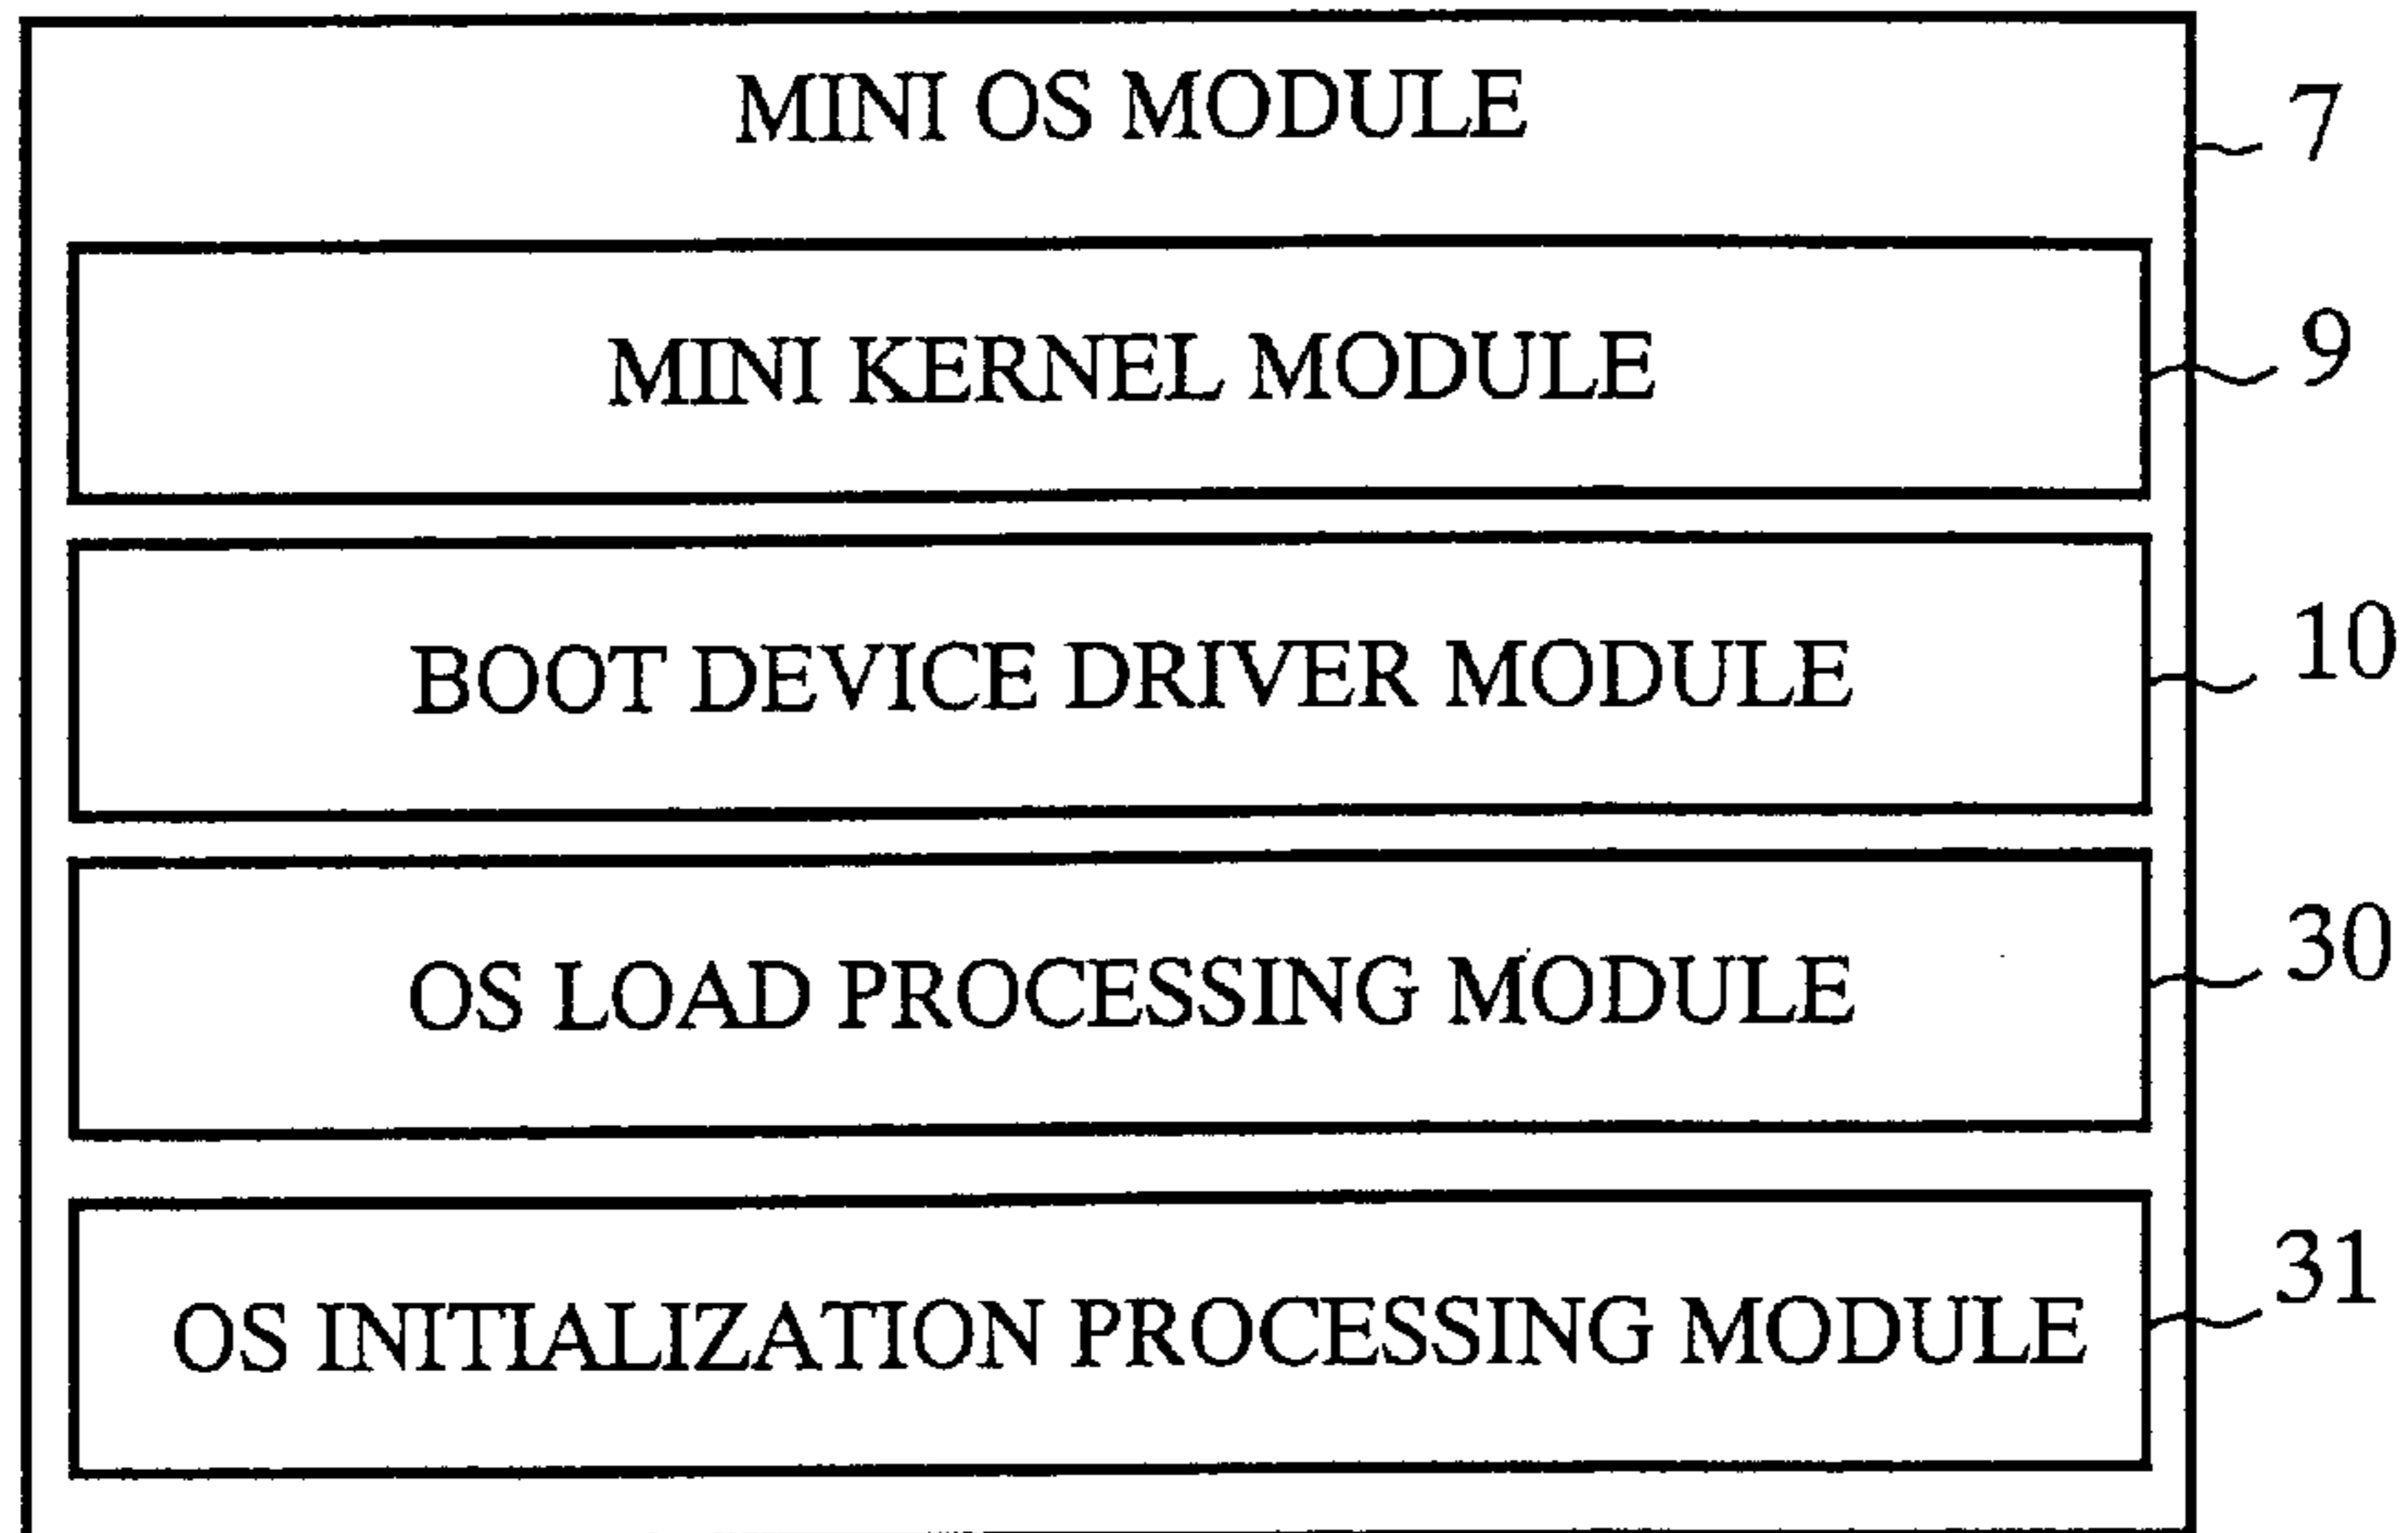 MINI OS MODULE
7
MINI KERNEL MODULE
9
BOOT DEVICE DRIVER MODULE
10
OS LOAD PROCESSING MODULE
30
OS INITIALIZATION PROCESSING MODULE
31